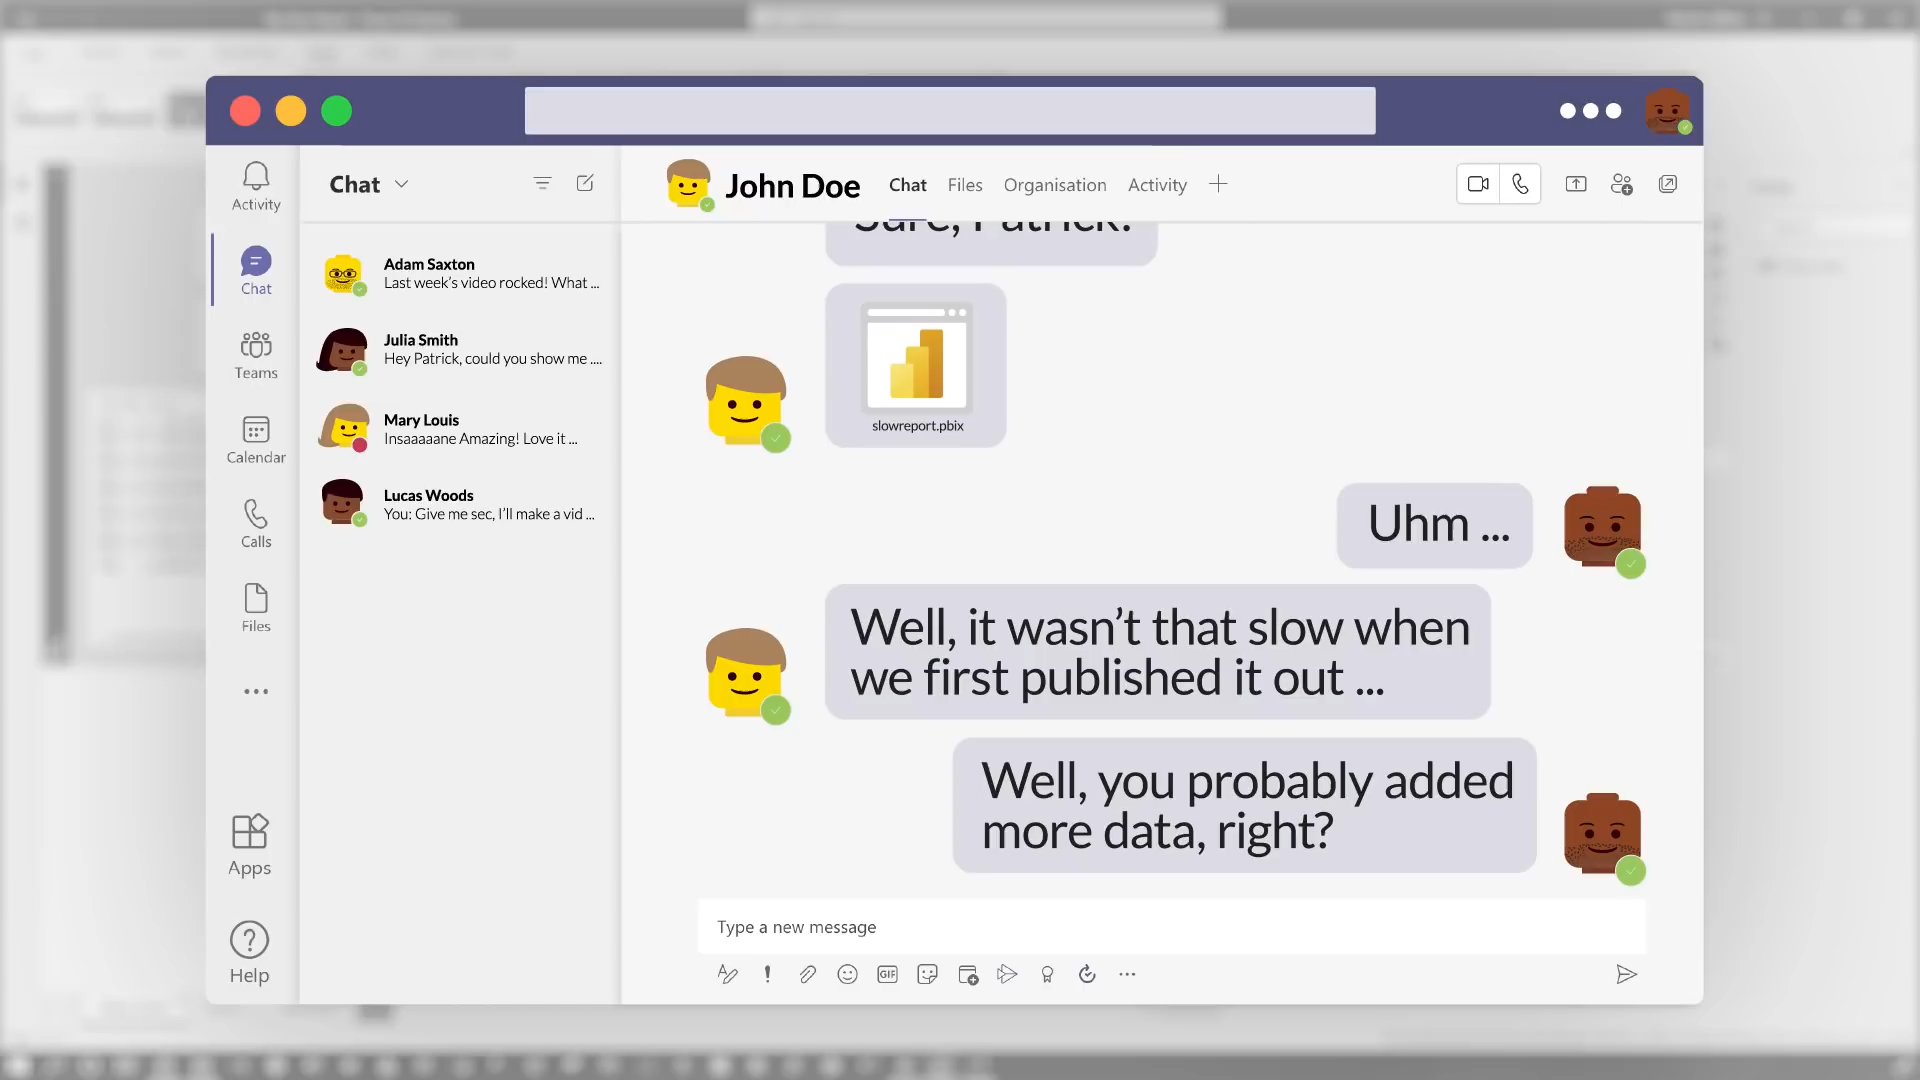 Activity
Chat
Teams
Calendar
Calls
Files
Apps
Help
Chat
Adam Saxton
Last week's video rocked! What ...
Julia Smith
Hey Patrick, could you show me ....
Mary Louis
Insaaaaane Amazing! Love it ...
Lucas Woods
You: Give me sec, I'll make a vid ...
John Doe
Chat Files Organisation Activity
Sure, Patrick!
slowreport.pbix
Uhm ...
Well, it wasn't that slow when
we first published it out ...
Well, you probably added
more data, right?
Type a new message
GIF